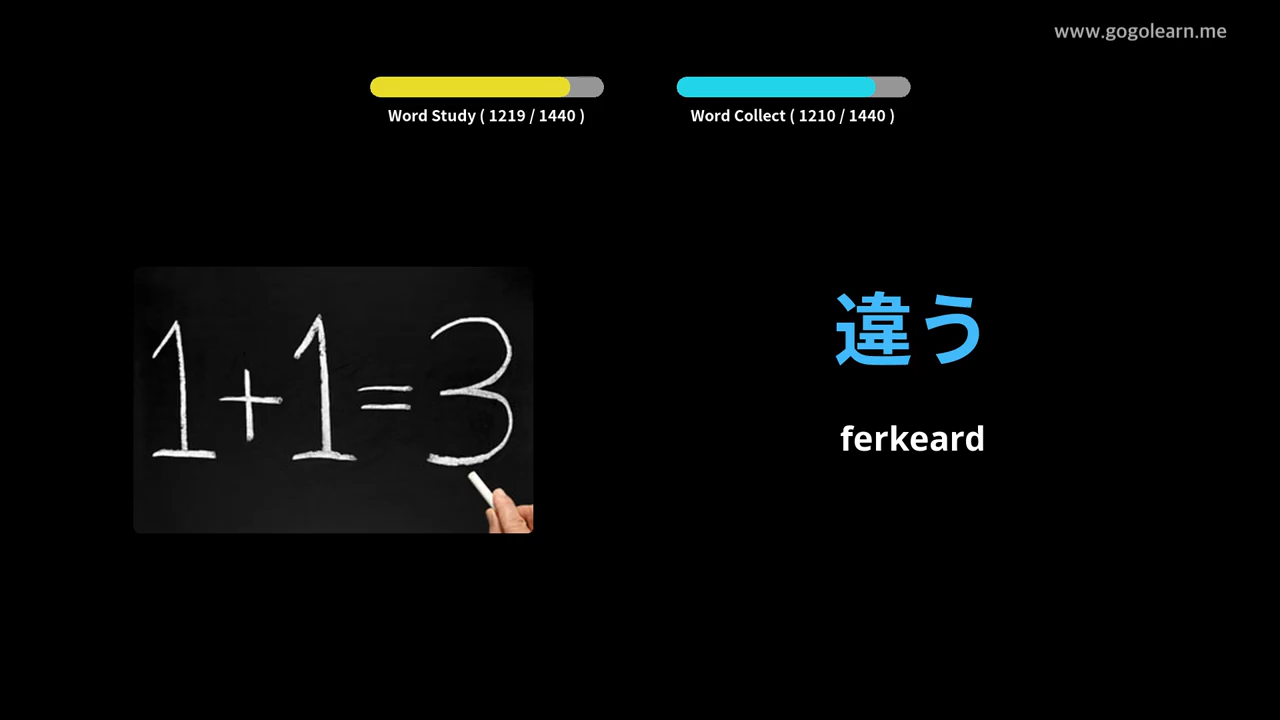 www.gogolearn.me
Word Study ( 1219 / 1440 )
Word Collect ( 1210 / 1440 )
1+1=3
違う
ferkeard